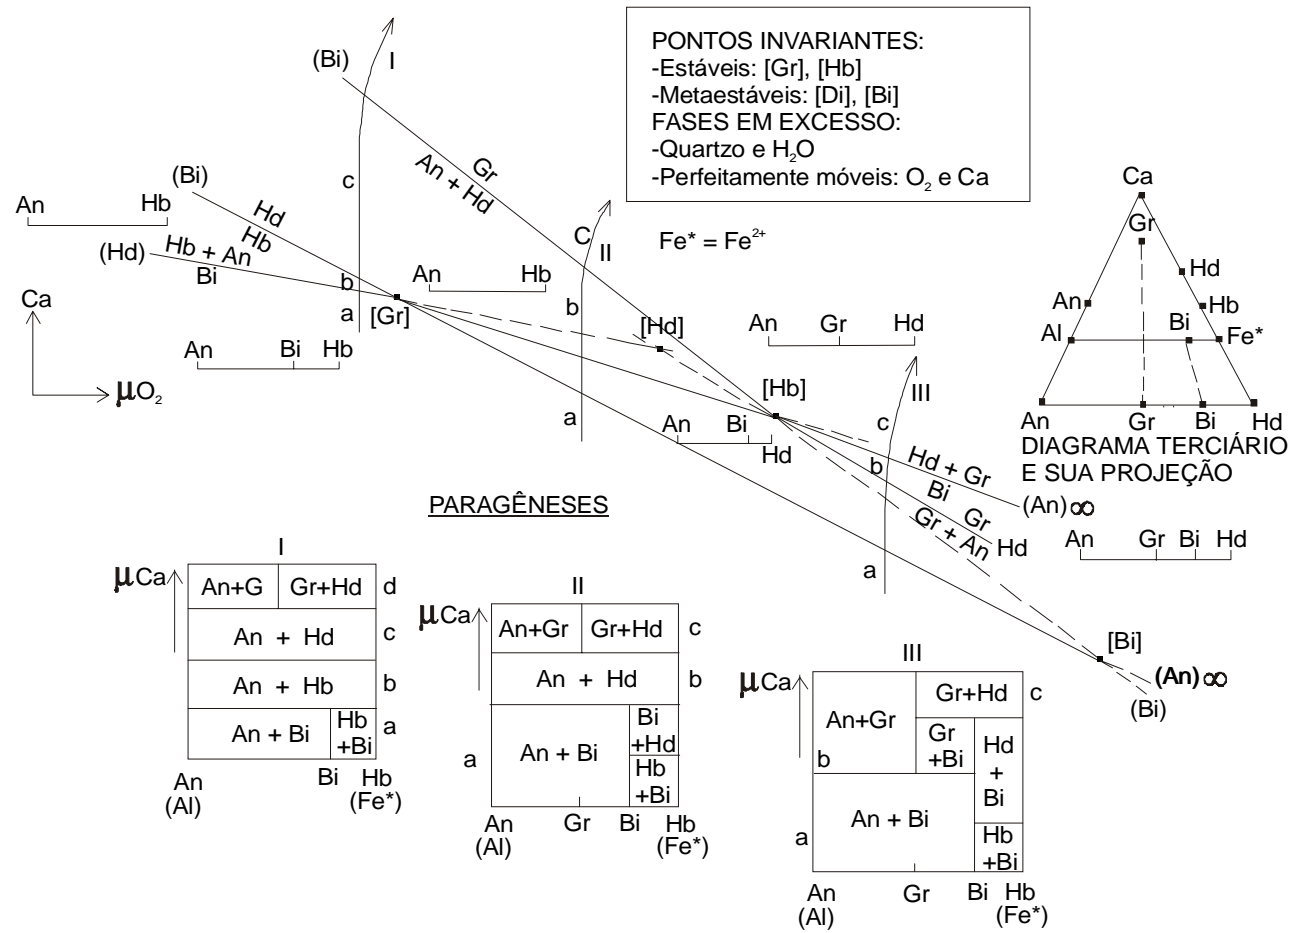 PONTOS INVARIANTES:
-Estáveis: [Gr], [Hb]
-Metaestáveis: [Di], [Bi]
FASES EM EXCESSO:
-Quartzo e H₂O
-Perfeitamente móveis: O₂ e Ca
Fe* = Fe²⁺
(Bi)
I
c
Gr
An + Hd
(Bi)
Hd
Hb
An Hb
(Hd)
Hb + An
Bi
b
a
[Gr]
An Bi Hb
Ca
μO₂
An Hb
C
II
b
a
[Hd]
An Gr Hd
[Hb]
An Bi
Hd
III
c
b
a
Hd + Gr
Bi
(An)∞
Gr
Gr + An
Hd
An Gr Bi Hd
[Bi]
(An)∞
(Bi)
Ca
Gr
Hd
An
Hb
Al
Bi
Fe*
An Gr Bi Hd
DIAGRAMA TERCIÁRIO
E SUA PROJEÇÃO
PARAGÊNESES
I
μCa
An+G Gr+Hd d
An + Hd c
An + Hb b
An + Bi
Hb
+Bi
a
An Bi Hb
(Al) (Fe*)
II
μCa
An+Gr Gr+Hd c
An + Hd b
An + Bi
Bi
+Hd
Hb
+Bi
a
An Gr Bi Hb
(Al) (Fe*)
III
μCa
Gr+Hd c
An+Gr
b
Gr
+Bi
Hd
+
Bi
An + Bi
a
Hb
+Bi
An Gr Bi Hb
(Al) (Fe*)